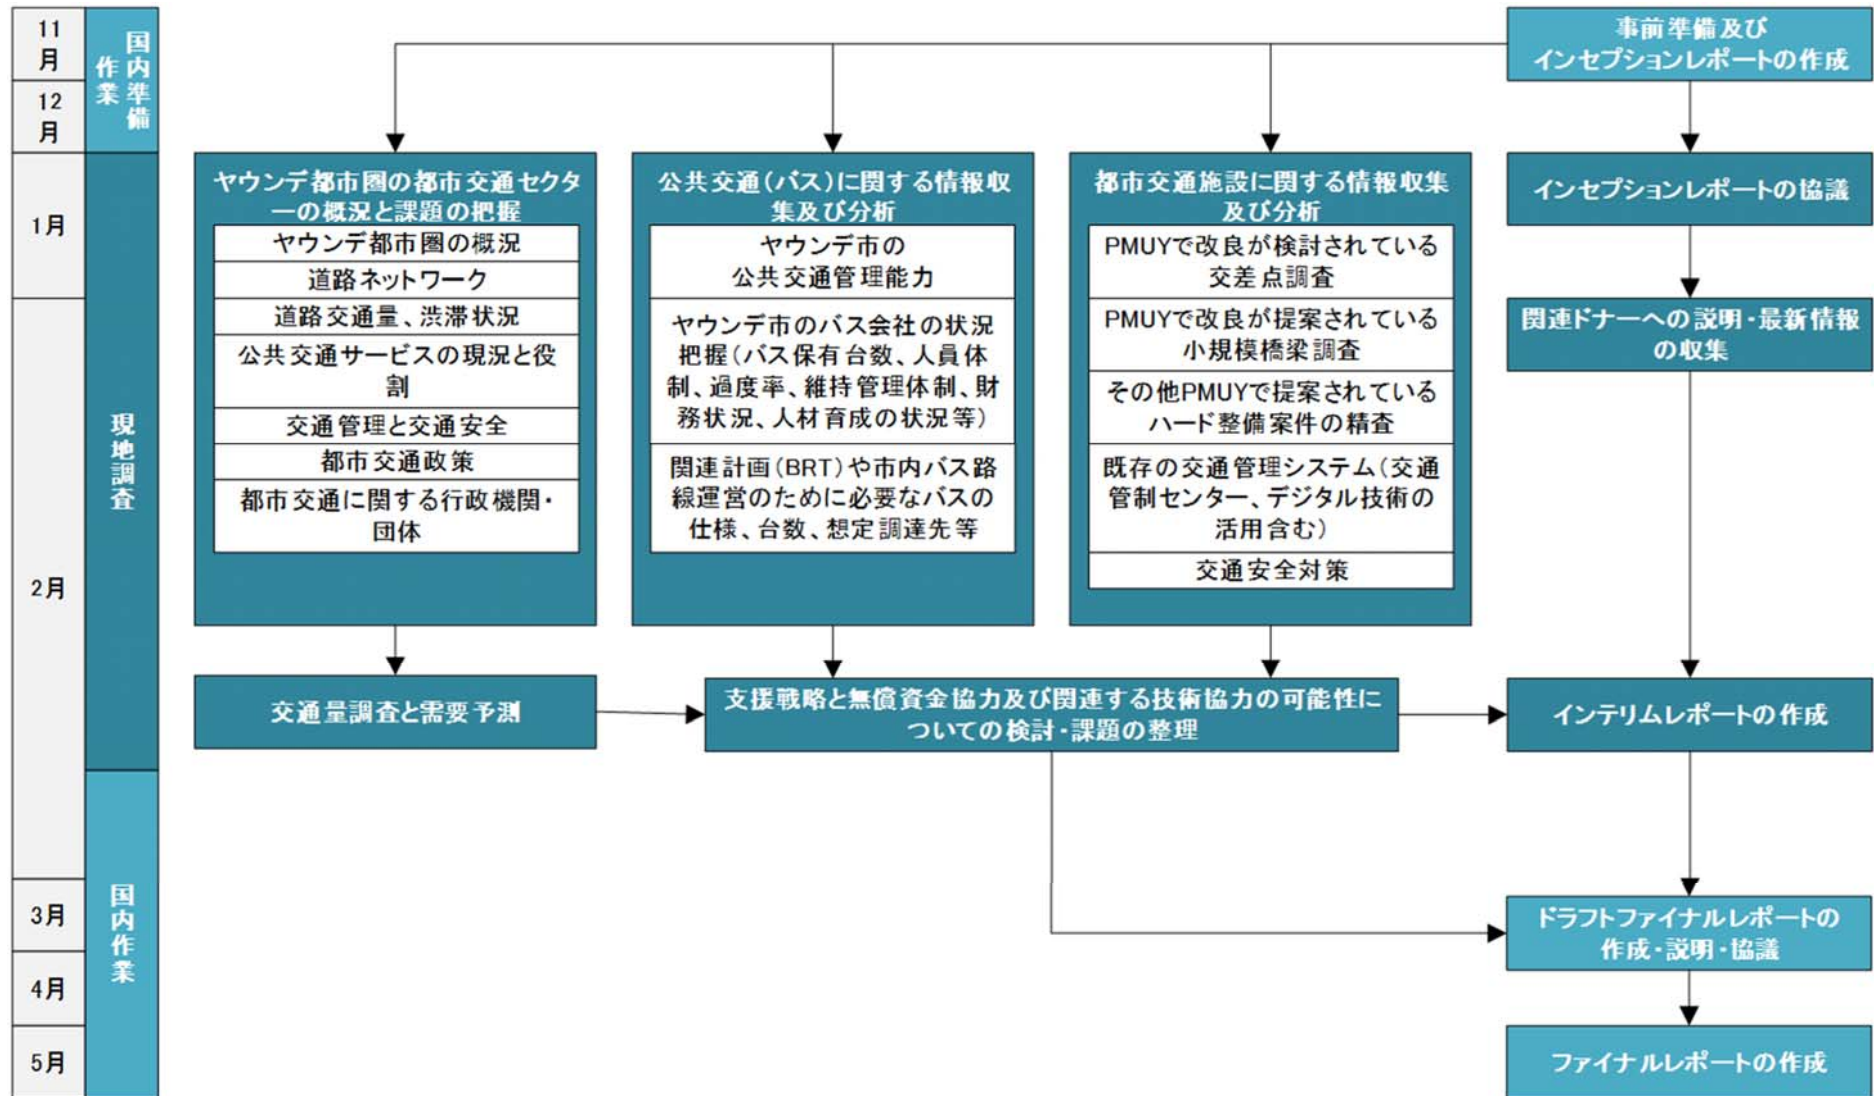 11
月
12
月
1月
2月
3月
4月
5月
国内準備
作業
現地調査
国内作業
事前準備及び
インセプションレポートの作成
ヤウンデ都市圏の都市交通セクタ
ーの概況と課題の把握
ヤウンデ都市圏の概況
道路ネットワーク
道路交通量、渋滞状況
公共交通サービスの現況と役
割
交通管理と交通安全
都市交通政策
都市交通に関する行政機関・
団体
公共交通(バス)に関する情報収
集及び分析
ヤウンデ市の
公共交通管理能力
ヤウンデ市のバス会社の状況
把握(バス保有台数、人員体
制、過度率、維持管理体制、財
務状況、人材育成の状況等)
関連計画(BRT)や市内バス路
線運営のために必要なバスの
仕様、台数、想定調達先等
都市交通施設に関する情報収集
及び分析
PMUYで改良が検討されている
交差点調査
PMUYで改良が提案されている
小規模橋梁調査
その他PMUYで提案されている
ハード整備案件の精査
既存の交通管理システム(交通
管制センター、デジタル技術の
活用含む)
交通安全対策
インセプションレポートの協議
関連ドナーへの説明・最新情報
の収集
交通量調査と需要予測
支援戦略と無償資金協力及び関連する技術協力の可能性に
ついての検討・課題の整理
インテリムレポートの作成
ドラフトファイナルレポートの
作成・説明・協議
ファイナルレポートの作成